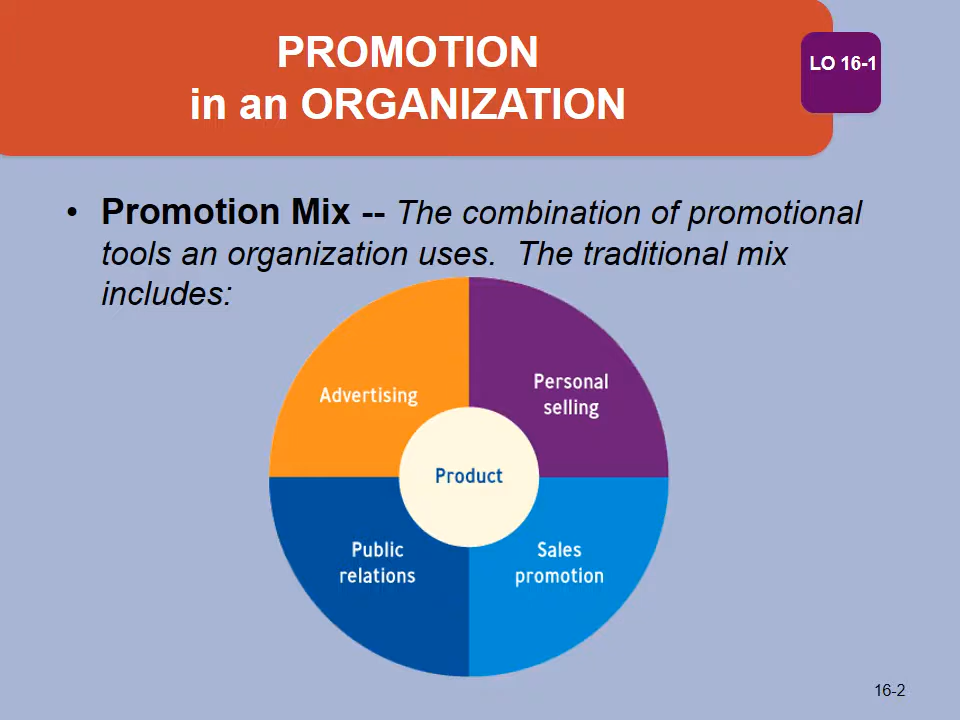 PROMOTION
in an ORGANIZATION
LO 16-1
• Promotion Mix -- The combination of promotional
tools an organization uses.  The traditional mix
includes:
Advertising
Personal
selling
Product
Public
relations
Sales
promotion
16-2